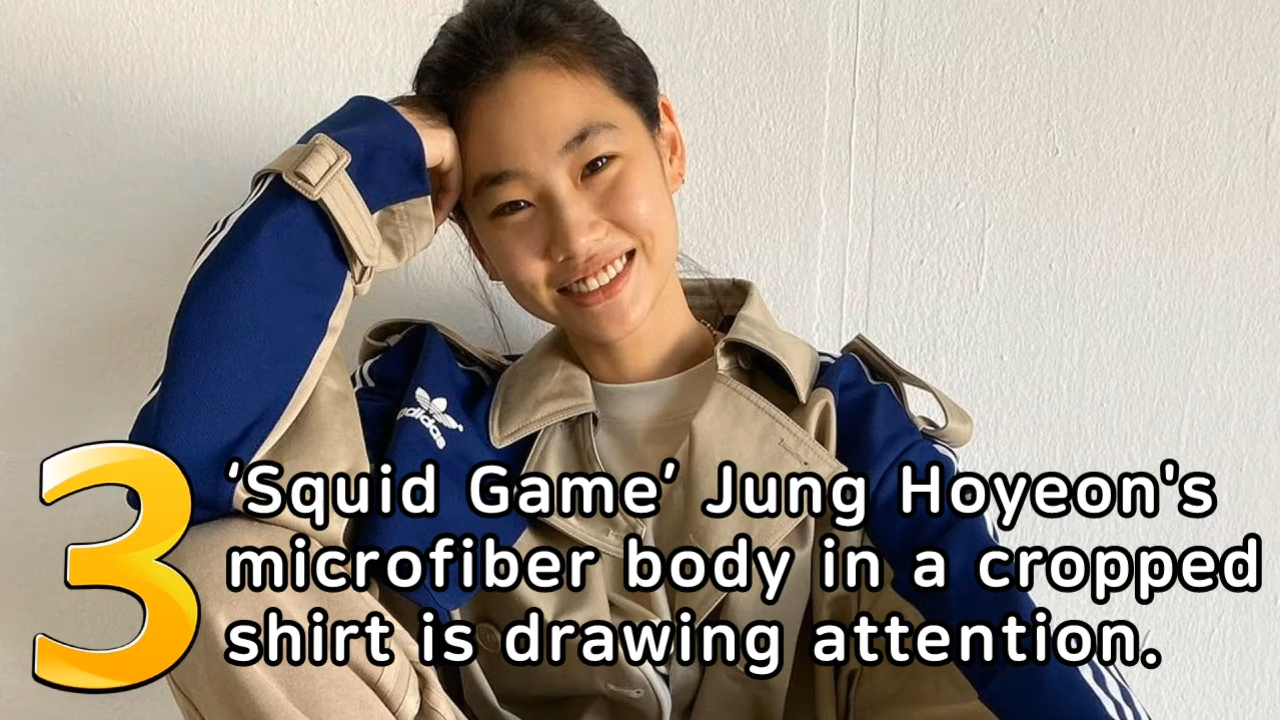 adidas
3
‘Squid Game’ Jung Hoyeon's
microfiber body in a cropped
shirt is drawing attention.